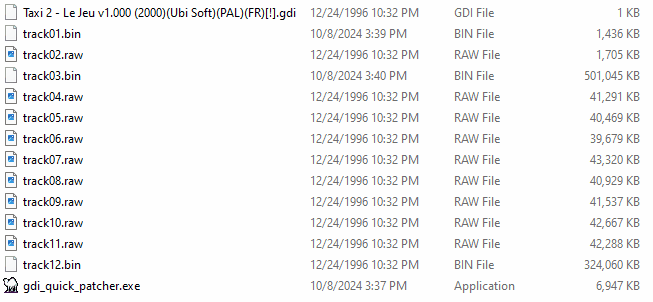 Taxi 2 - Le Jeu v1.000 (2000)(Ubi Soft)(PAL)(FR)[!].gdi 12/24/1996 10:32 PM GDI File 1 KB
track01.bin 10/8/2024 3:39 PM BIN File 1,436 KB
track02.raw 12/24/1996 10:32 PM RAW File 1,705 KB
track03.bin 10/8/2024 3:40 PM BIN File 501,045 KB
track04.raw 12/24/1996 10:32 PM RAW File 41,291 KB
track05.raw 12/24/1996 10:32 PM RAW File 40,469 KB
track06.raw 12/24/1996 10:32 PM RAW File 39,679 KB
track07.raw 12/24/1996 10:32 PM RAW File 43,320 KB
track08.raw 12/24/1996 10:32 PM RAW File 40,929 KB
track09.raw 12/24/1996 10:32 PM RAW File 41,537 KB
track10.raw 12/24/1996 10:32 PM RAW File 42,667 KB
track11.raw 12/24/1996 10:32 PM RAW File 42,288 KB
track12.bin 12/24/1996 10:32 PM BIN File 324,060 KB
gdi_quick_patcher.exe 10/8/2024 3:37 PM Application 6,947 KB